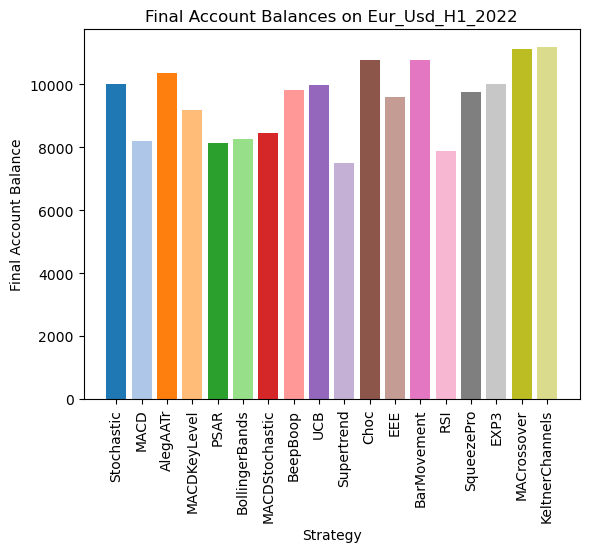 Final Account Balances on Eur_Usd_H1_2022
Final Account Balance
10000
8000
6000
4000
2000
0
Stochastic
MACD
AlegAATr
MACDKeyLevel
PSAR
BollingerBands
MACDStochastic
BeepBoop
UCB
Supertrend
Choc
EEE
BarMovement
RSI
SqueezePro
EXP3
MACrossover
KeltnerChannels
Strategy